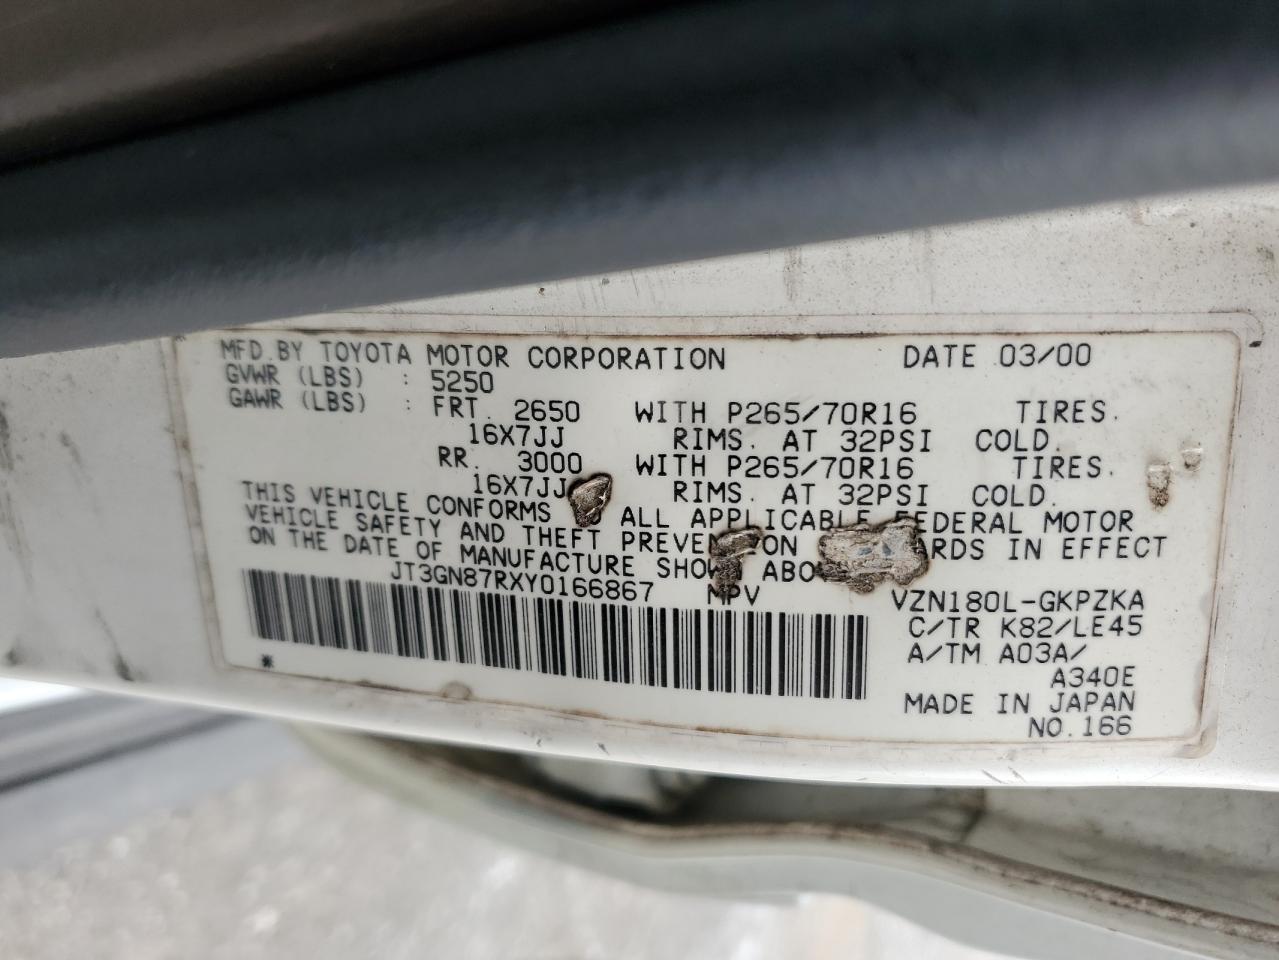 MFD. BY TOYOTA MOTOR CORPORATION DATE 03/00
GVWR (LBS) : 5250
GAWR (LBS) : FRT. 2650 WITH P265/70R16 TIRES.
16X7JJ RIMS. AT 32PSI COLD.
RR. 3000 WITH P265/70R16 TIRES.
16X7JJ RIMS. AT 32PSI COLD.
THIS VEHICLE CONFORMS ALL APPLICABLE FEDERAL MOTOR
VEHICLE SAFETY AND THEFT IN EFFECT
ON THE DATE OF MANUFACTURE
JT3GN87RXY0166867 MPV VZN180L-GKPZKA
C/TR K82/LE45
A/TM A03A/
A340E
* MADE IN JAPAN
NO.166